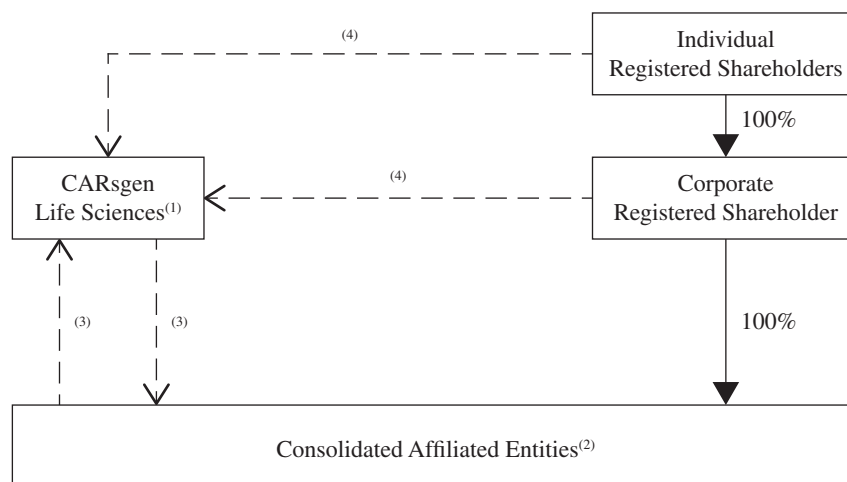 (4)
Individual
Registered Shareholders
100%
CARsgen
Life Sciences(1)
(4)
Corporate
Registered Shareholder
(3)
(3)
100%
Consolidated Affiliated Entities(2)